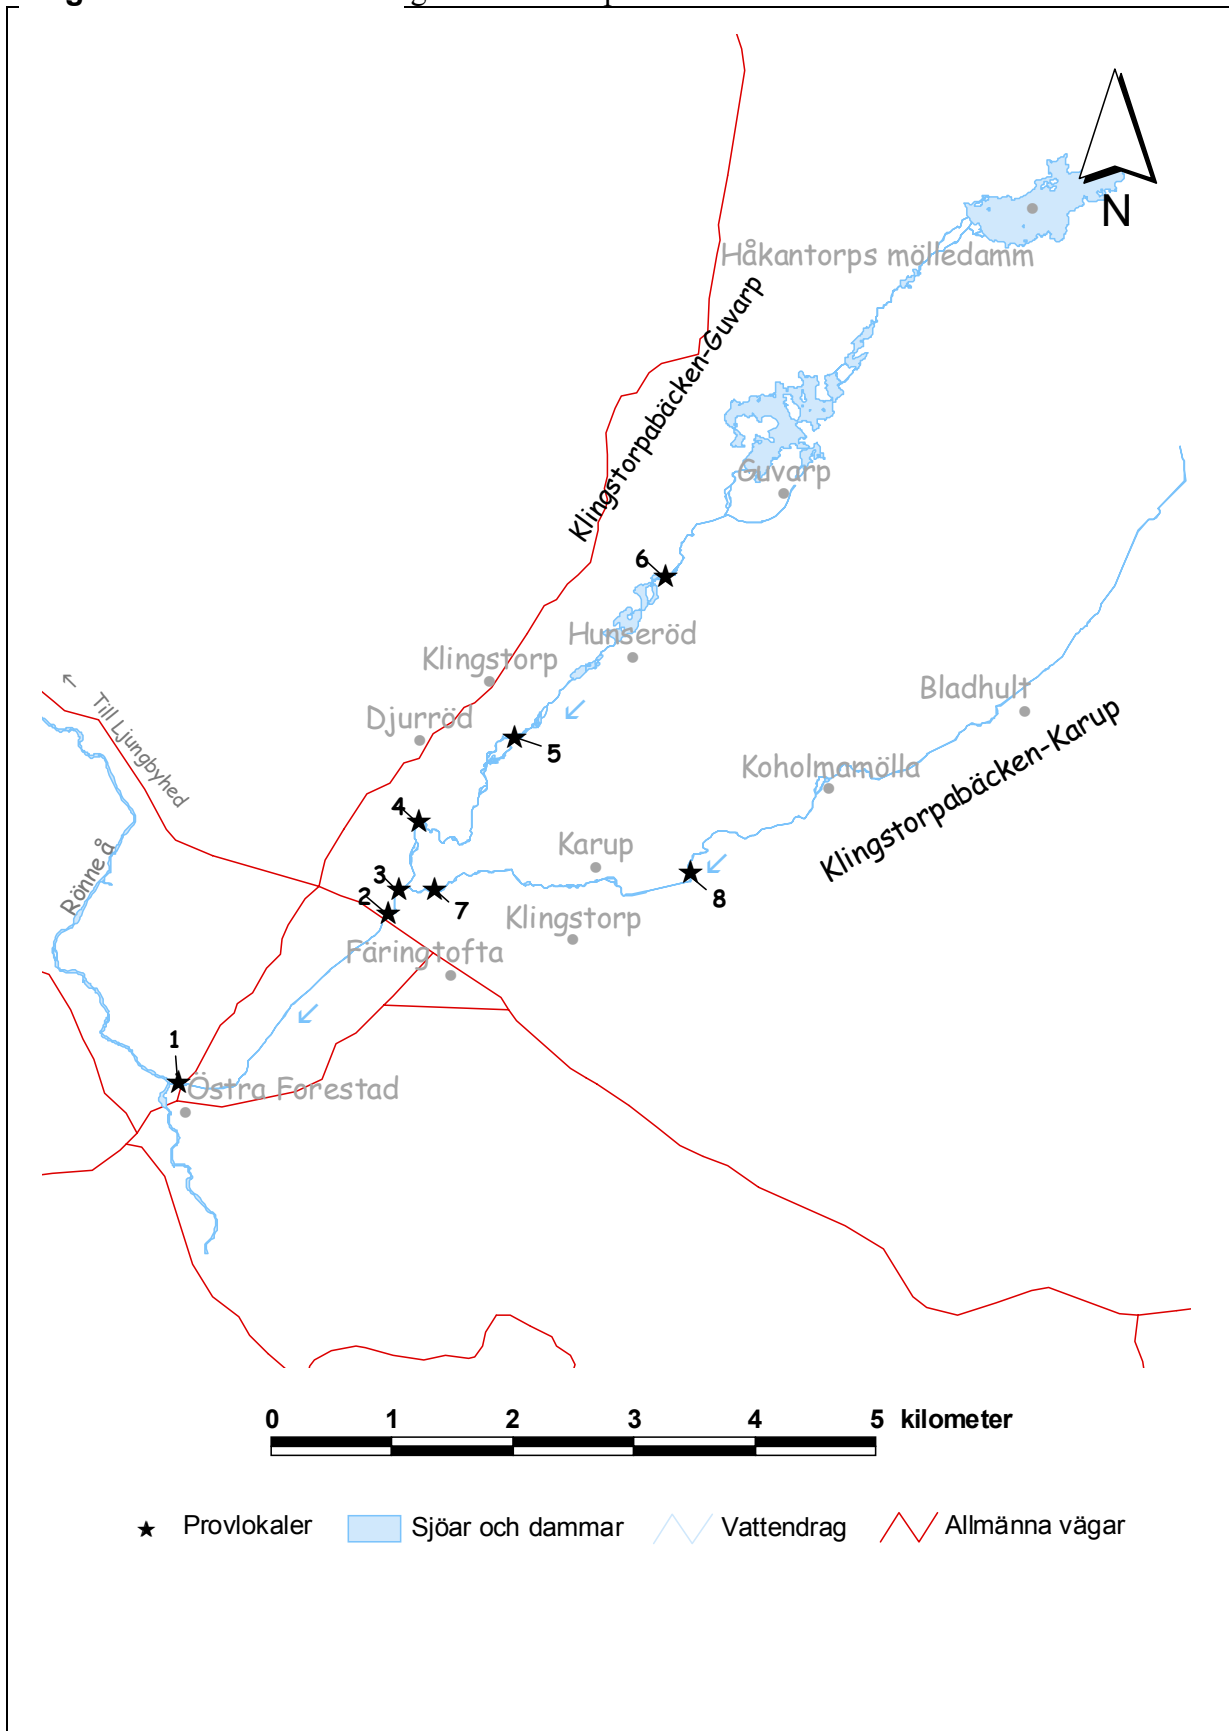 N
Håkantorps mölledamm
Klingstorpabäcken-Guvarp
Guvarp
6
Hunseröd
Klingstorp
Bladhult
← Till Ljungbyhed
Djurröd
5
Koholmamölla
Klingstorpabäcken-Karup
4
Karup
Rönne å
3
8
2
7
Klingstorp
Färingtofta
1
Östra Forestad
0 1 2 3 4 5 kilometer
Provlokaler Sjöar och dammar Vattendrag Allmänna vägar